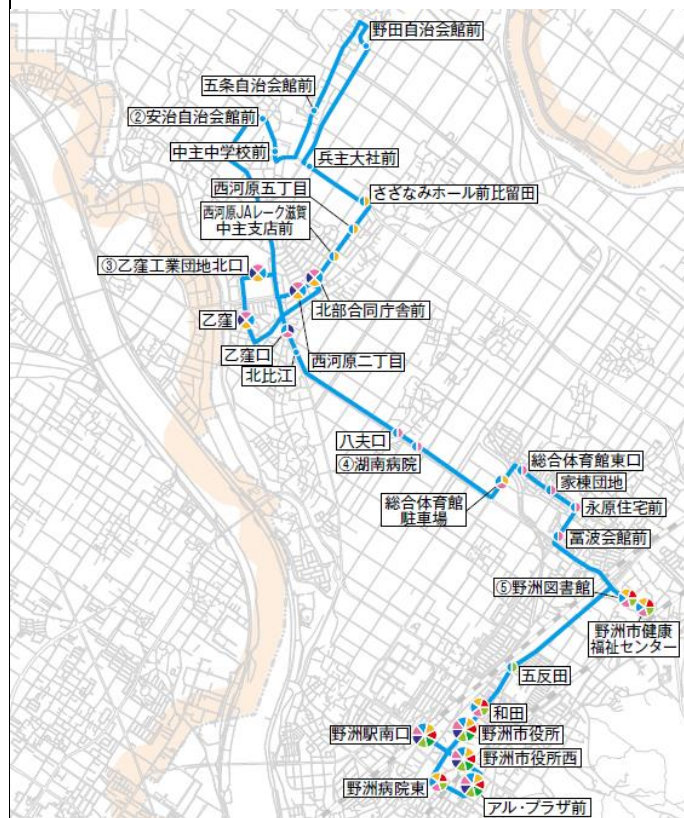 野田自治会館前
五条自治会館前
②安治自治会館前
中主中学校前
兵主大社前
西河原五丁目
さざなみホール前比留田
西河原JAレーク滋賀
中主支店前
③乙窪工業団地北口
北部合同庁舎前
乙窪
乙窪口
西河原二丁目
北比江
八夫口
④湖南病院
総合体育館東口
家棟団地
総合体育館
駐車場
永原住宅前
冨波会館前
⑤野洲図書館
野洲市健康
福祉センター
五反田
和田
野洲駅南口
野洲市役所
野洲市役所西
野洲病院東
アル・プラザ前